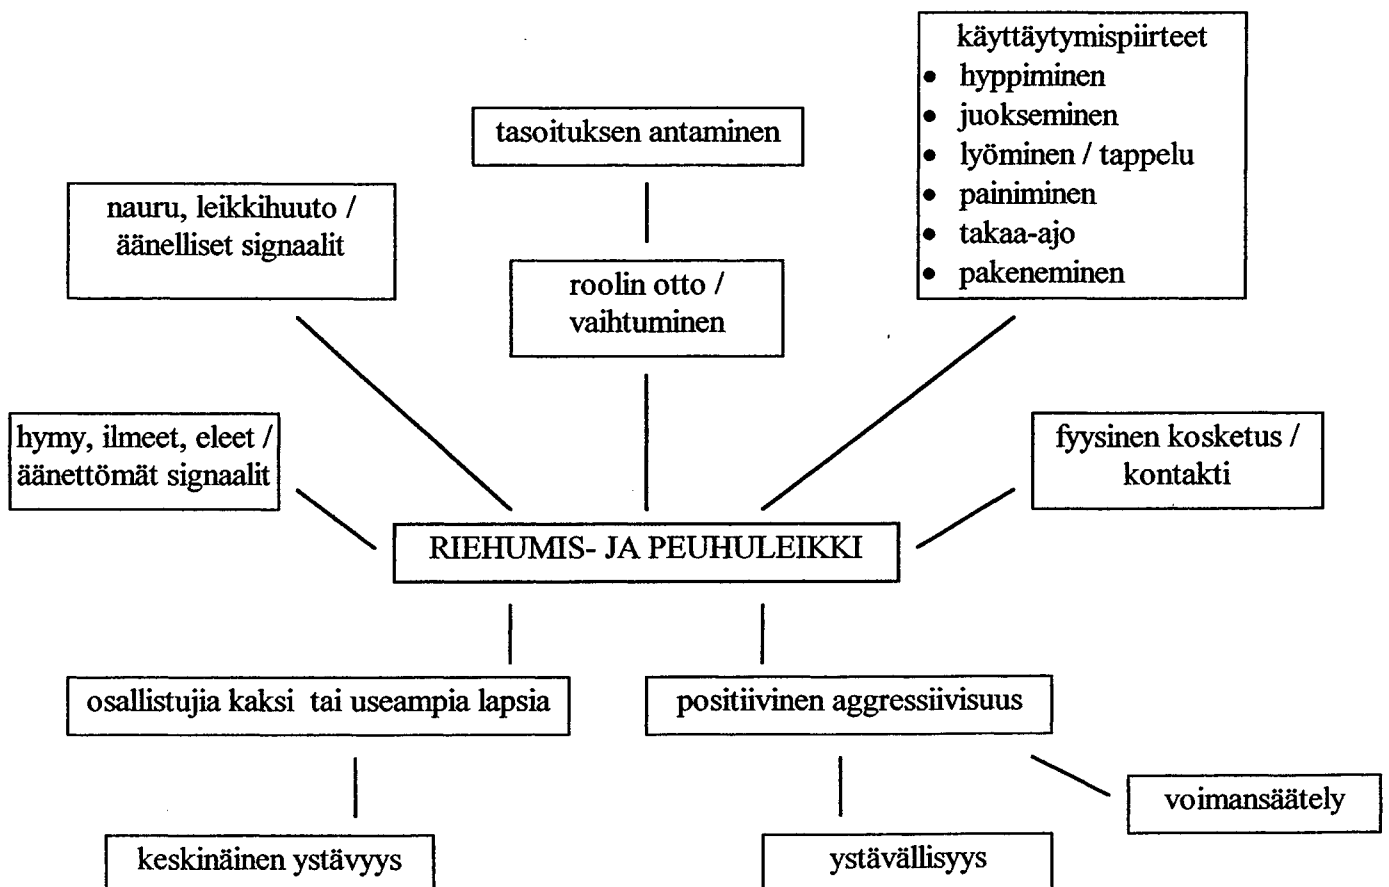 käyttäytymispiirteet
• hyppiminen
• juokseminen
• lyöminen / tappelu
• painiminen
• takaa-ajo
• pakeneminen
tasoituksen antaminen
nauru, leikkihuuto /
äänelliset signaalit
roolin otto /
vaihtuminen
hymy, ilmeet, eleet /
äänettömät signaalit
fyysinen kosketus /
kontakti
RIEHUMIS- JA PEUHULEIKKI
osallistujia kaksi tai useampia lapsia
positiivinen aggressiivisuus
voimansäätely
keskinäinen ystävyys
ystävällisyys